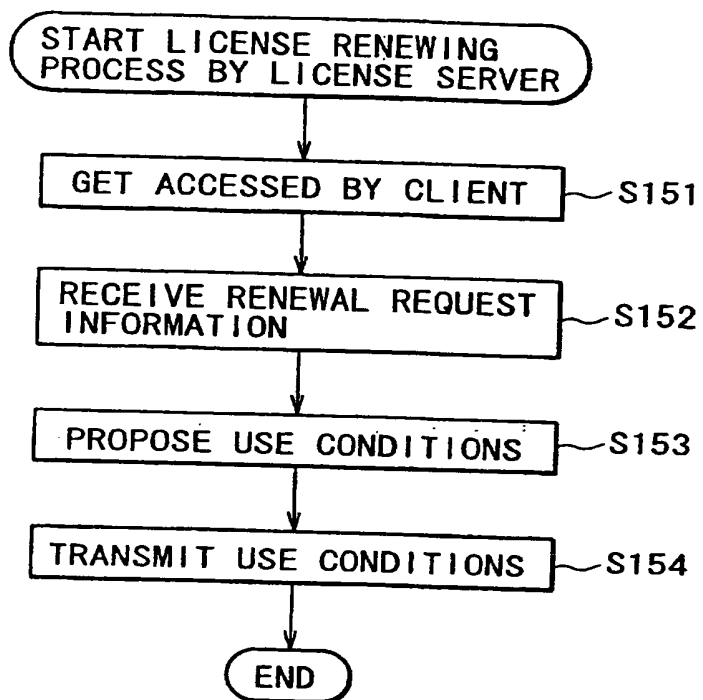 START LICENSE RENEWING
PROCESS BY LICENSE SERVER
GET ACCESSED BY CLIENT
S151
RECEIVE RENEWAL REQUEST
INFORMATION
S152
PROPOSE USE CONDITIONS
S153
TRANSMIT USE CONDITIONS
S154
END